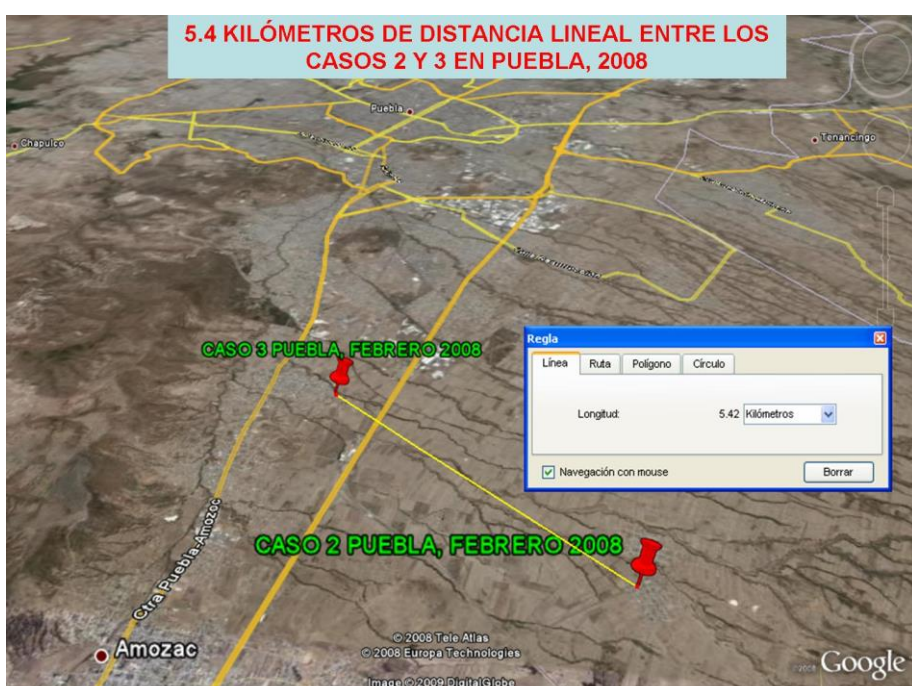 5.4 KILÓMETROS DE DISTANCIA LINEAL ENTRE LOS
CASOS 2 Y 3 EN PUEBLA, 2008
Puebla
Chapulco
Tenancingo
CASO 3 PUEBLA, FEBRERO 2008
Regla
Línea
Ruta
Polígono
Círculo
Longitud:
5.42
Kilómetros
Navegación con mouse
Borrar
CASO 2 PUEBLA, FEBRERO 2008
Ctra Puebla-Amozoc
Amozac
© 2008 Tele Atlas
© 2008 Europa Technologies
Image © 2009 DigitalGlobe
Google